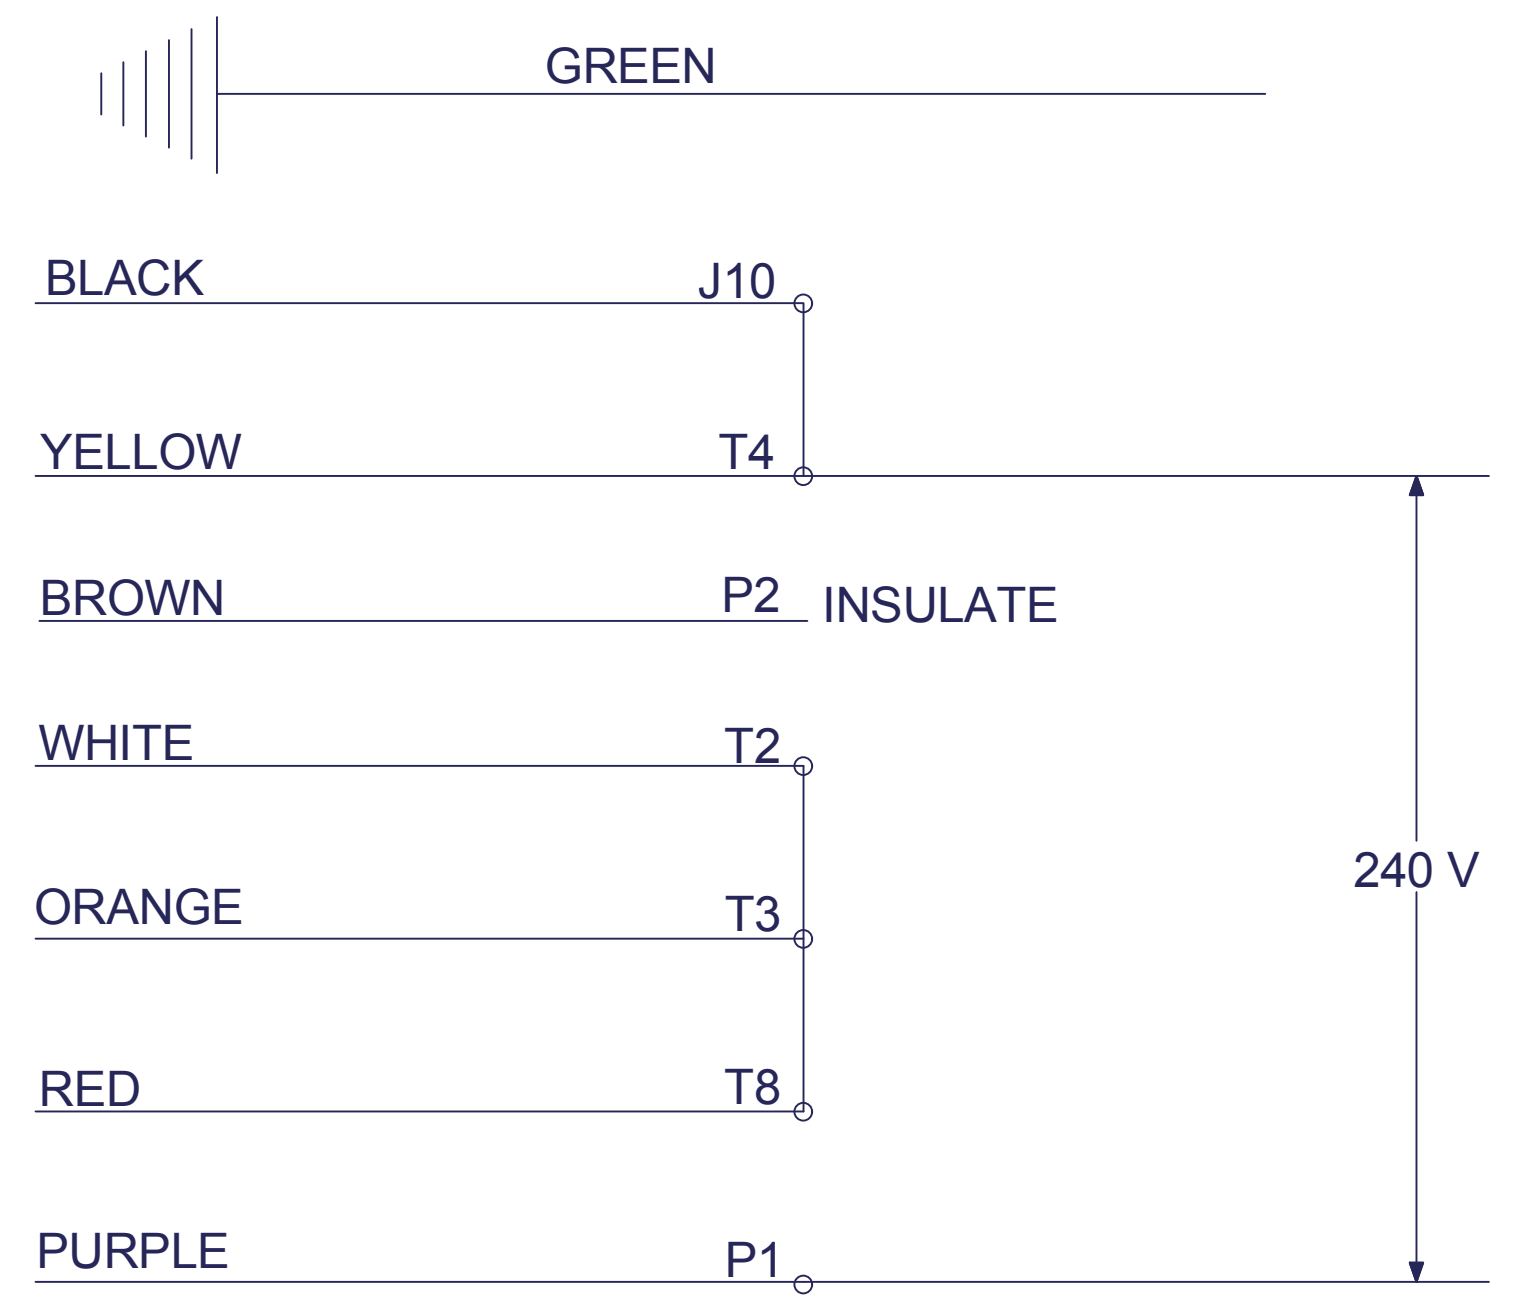 GREEN
BLACK J10
YELLOW T4
BROWN P2 INSULATE
WHITE T2
240 V
ORANGE T3
RED T8
PURPLE P1